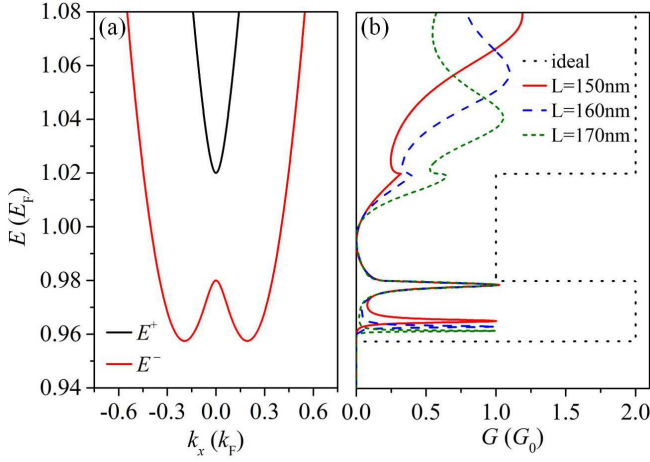 (a)
1.08
1.06
1.04
1.02
1.00
0.98
0.96
0.94
E (E_F)
E^+
E^−
-0.6 -0.3 0.0 0.3 0.6
k_x (k_F)
(b)
ideal
L=150nm
L=160nm
L=170nm
0.0 0.5 1.0 1.5 2.0
G (G_0)